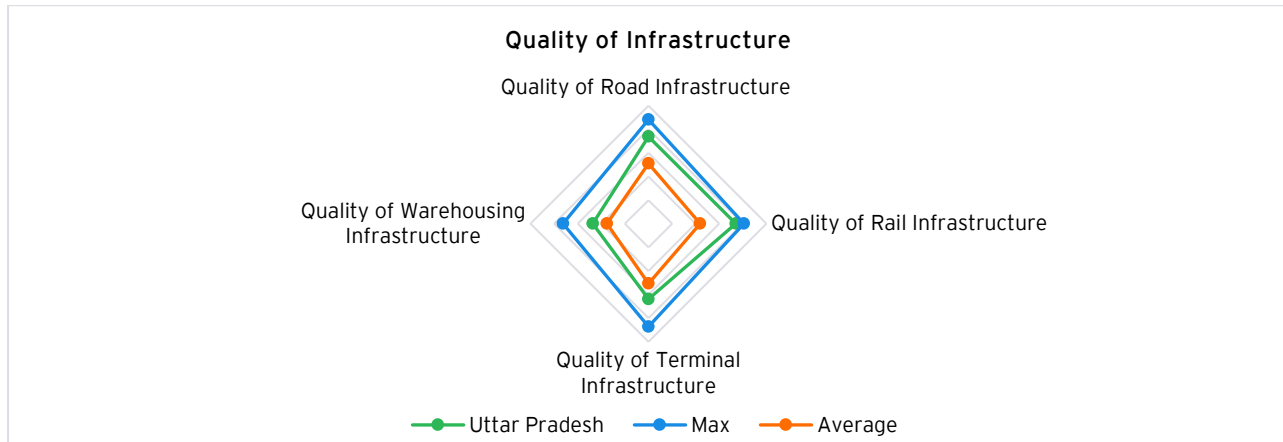 Quality of Infrastructure
Quality of Road Infrastructure
Quality of Warehousing
Infrastructure
Quality of Rail Infrastructure
Quality of Terminal
Infrastructure
Uttar Pradesh Max Average